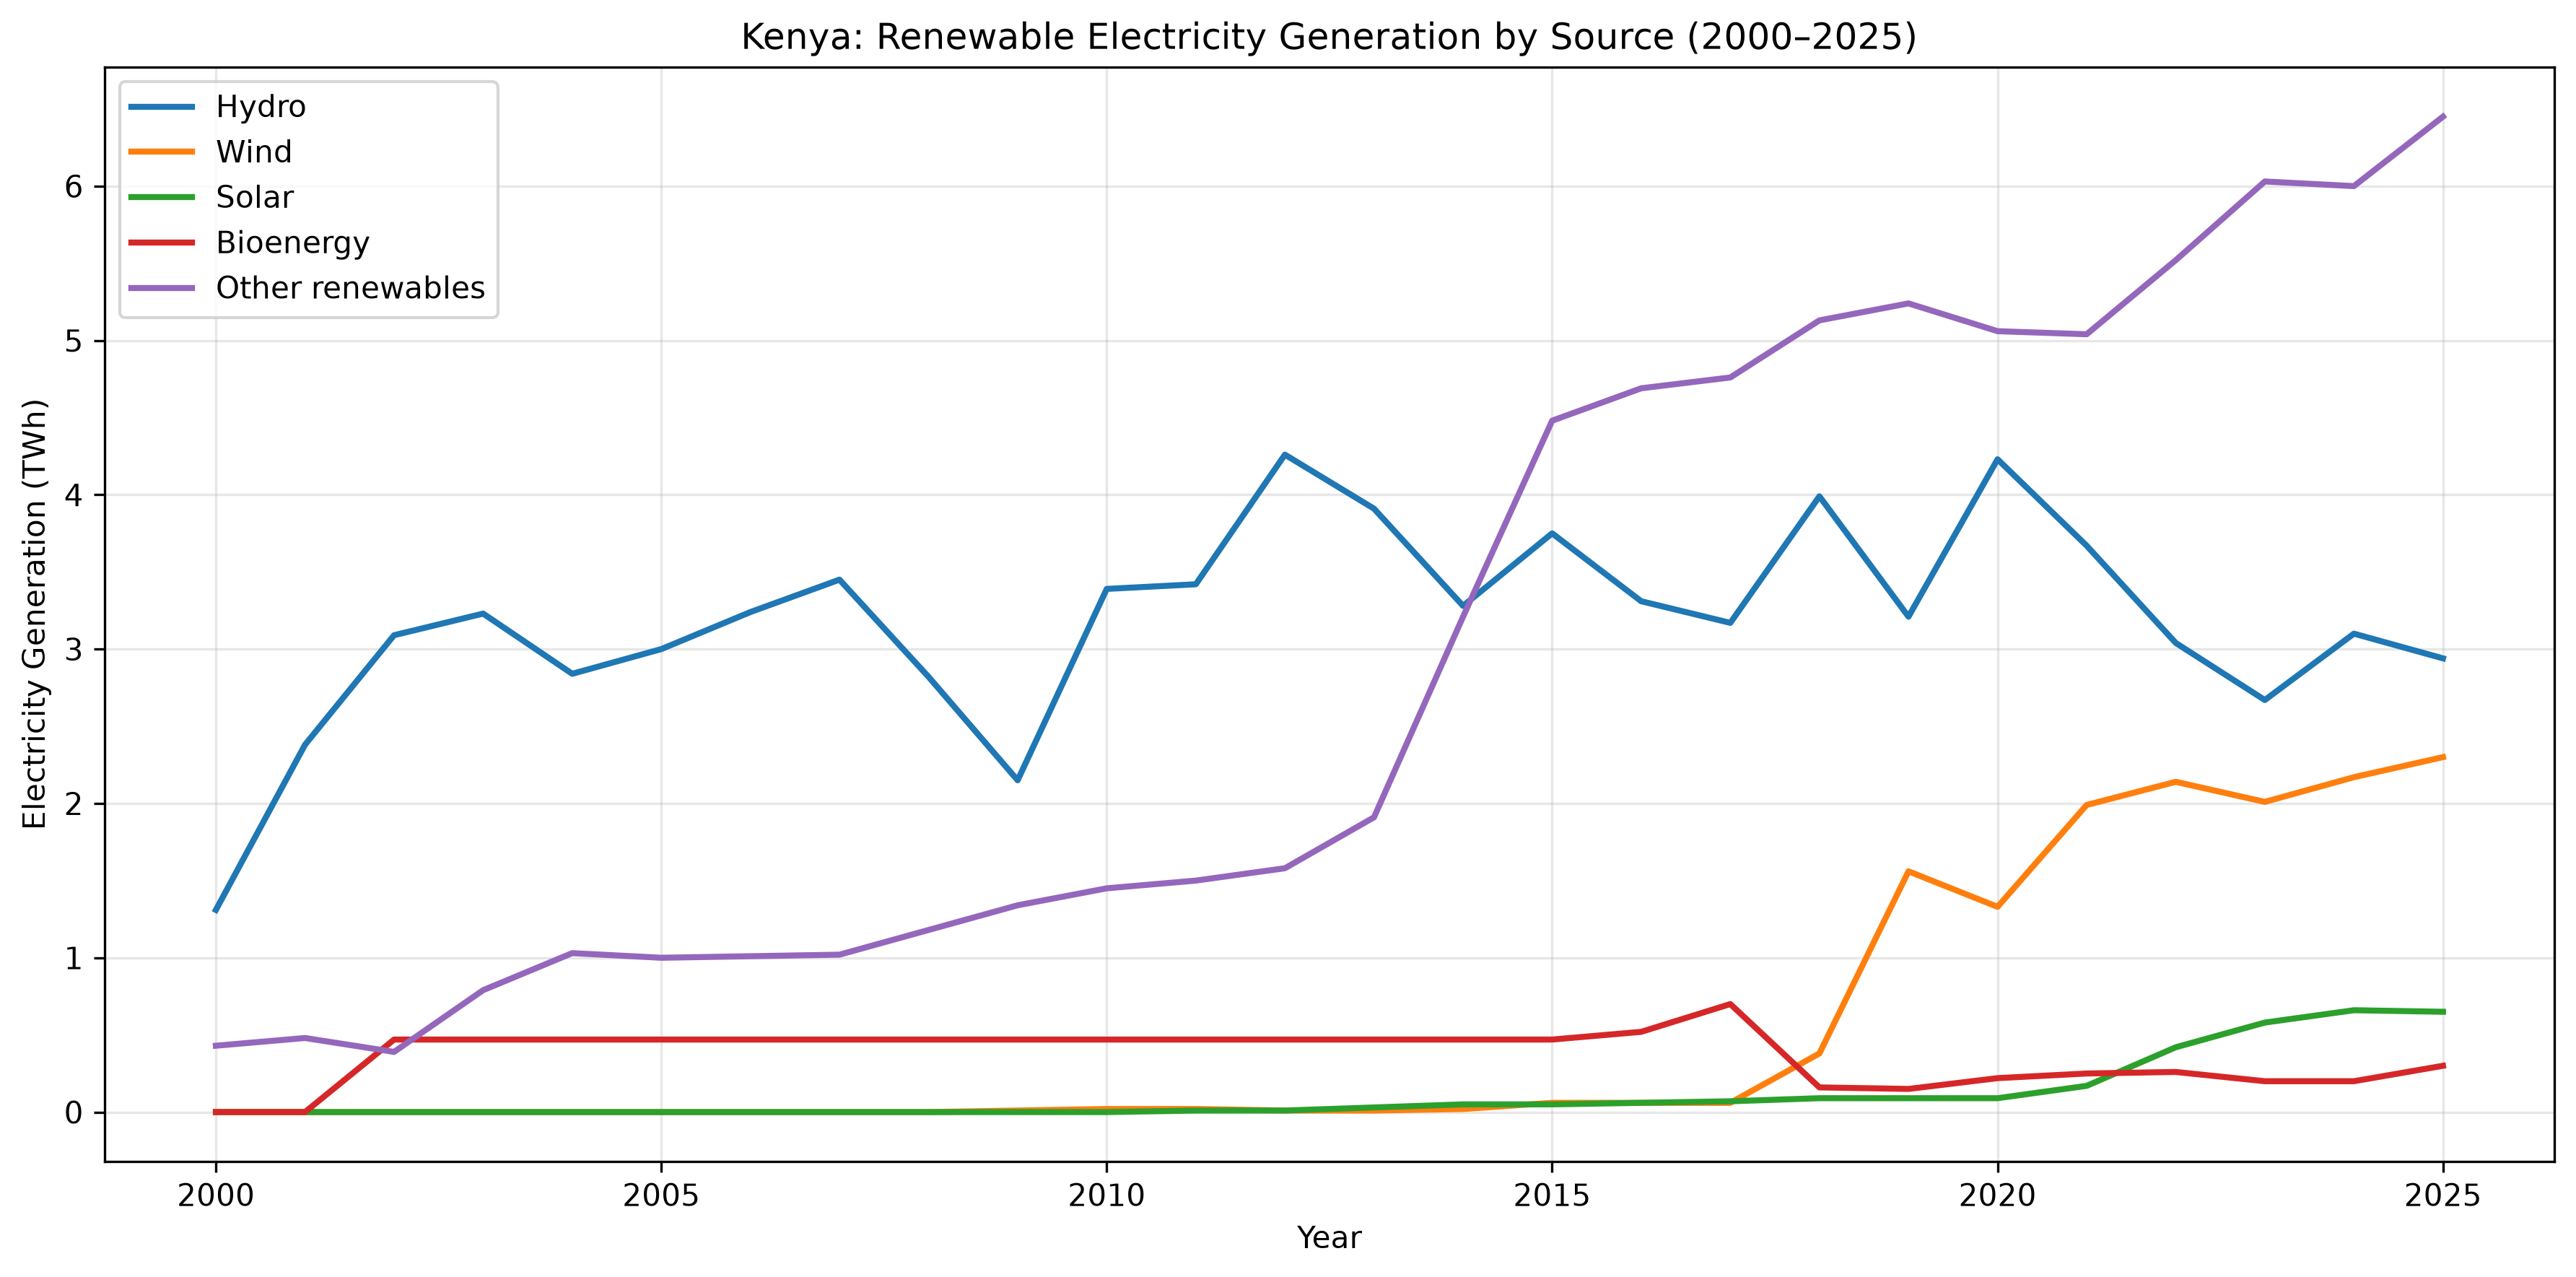 Kenya: Renewable Electricity Generation by Source (2000–2025)
Hydro
Wind
Solar
Bioenergy
Other renewables
Electricity Generation (TWh)
6
5
4
3
2
1
0
2000
2005
2010
2015
2020
2025
Year